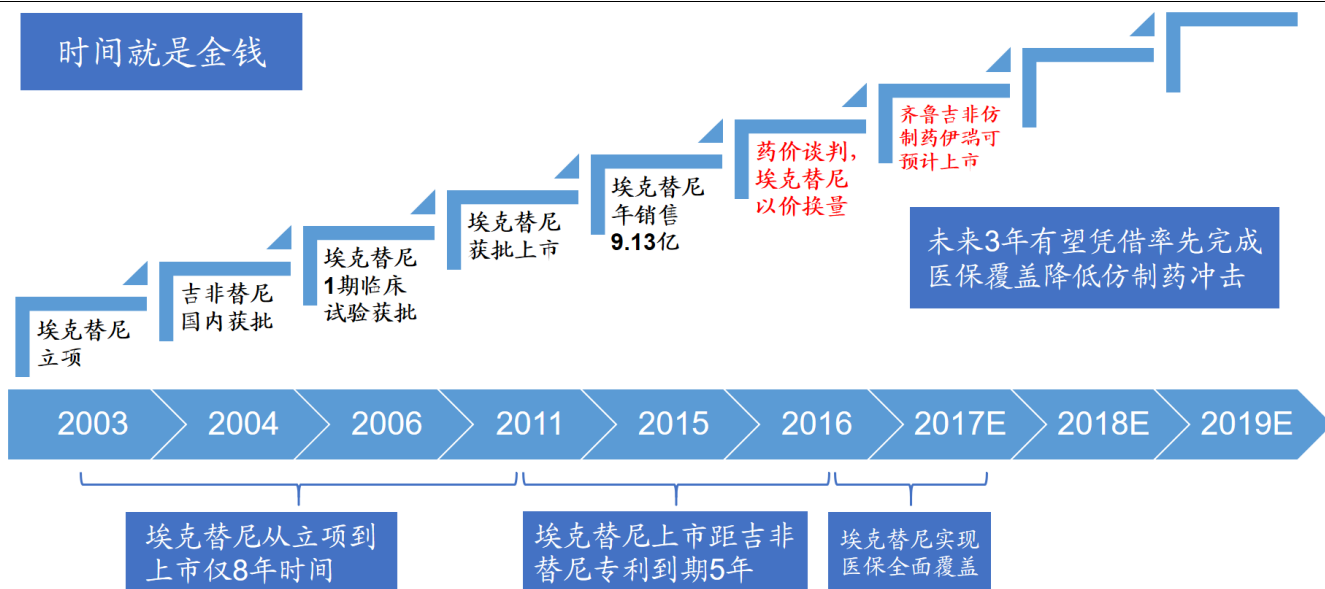 时间就是金钱
埃克替尼
立项
吉非替尼
国内获批
埃克替尼
1期临床
试验获批
埃克替尼
获批上市
埃克替尼
年销售
9.13亿
药价谈判，
埃克替尼
以价换量
齐鲁吉非仿
制药伊瑞可
预计上市
未来3年有望凭借率先完成
医保覆盖降低仿制药冲击
2003
2004
2006
2011
2015
2016
2017E
2018E
2019E
埃克替尼从立项到
上市仅8年时间
埃克替尼上市距吉非
替尼专利到期5年
埃克替尼实现
医保全面覆盖